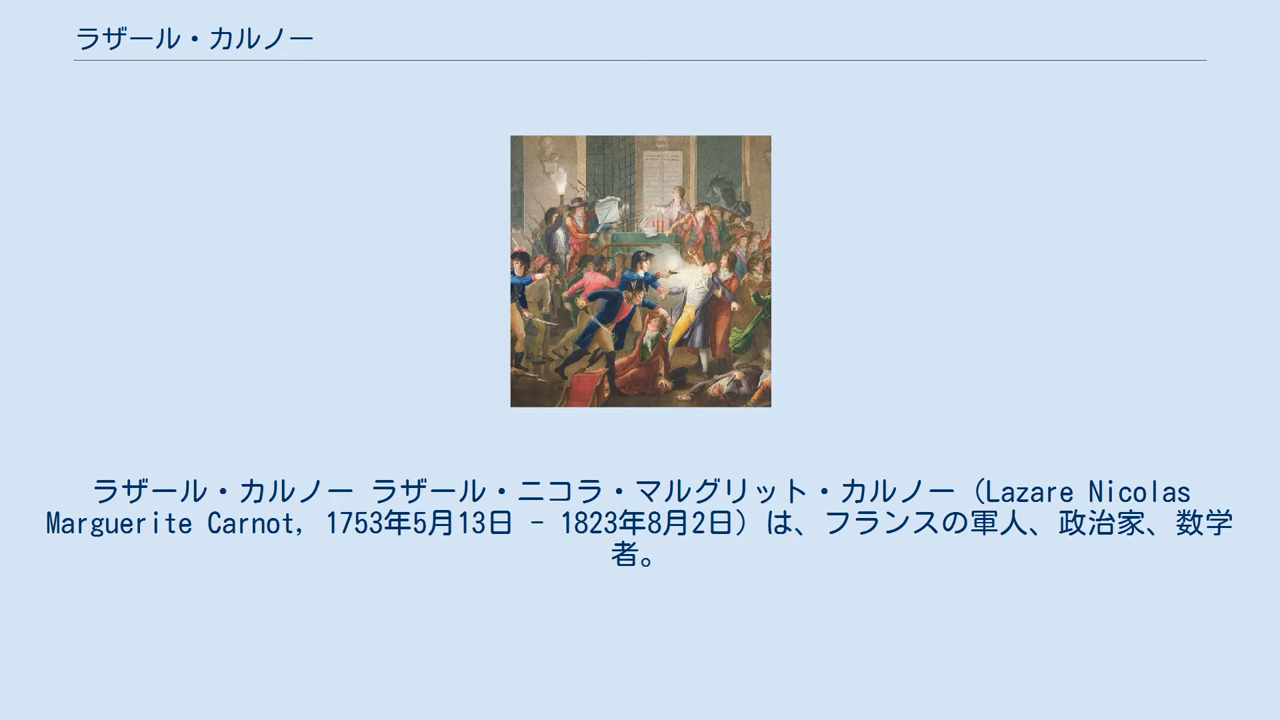 ラザール・カルノー
ラザール・カルノー ラザール・ニコラ・マルグリット・カルノー（Lazare Nicolas
Marguerite Carnot, 1753年5月13日 - 1823年8月2日）は、フランスの軍人、政治家、数学
者。